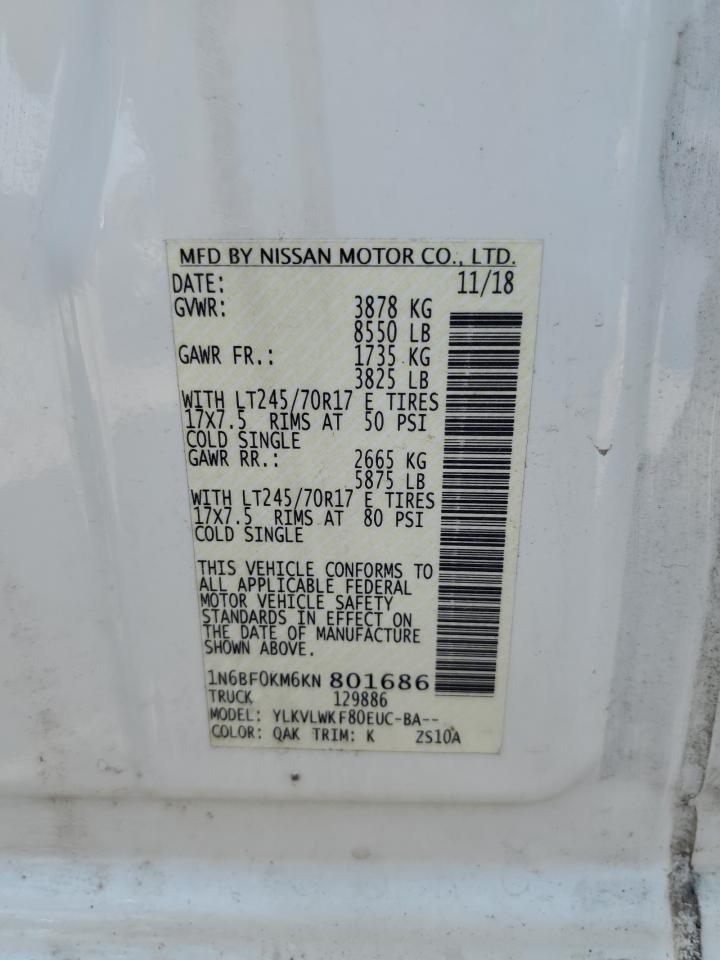 MFD BY NISSAN MOTOR CO., LTD.
DATE: 11/18
GVWR: 3878 KG
8550 LB
GAWR FR.: 1735 KG
3825 LB
WITH LT245/70R17 E TIRES
17X7.5 RIMS AT 50 PSI
COLD SINGLE
GAWR RR.: 2665 KG
5875 LB
WITH LT245/70R17 E TIRES
17X7.5 RIMS AT 80 PSI
COLD SINGLE
THIS VEHICLE CONFORMS TO
ALL APPLICABLE FEDERAL
MOTOR VEHICLE SAFETY
STANDARDS IN EFFECT ON
THE DATE OF MANUFACTURE
SHOWN ABOVE.
1N6BF0KM6KN801686
TRUCK 129886
MODEL: YLKVLWKF80EUC-BA--
COLOR: QAK TRIM: K ZS10A